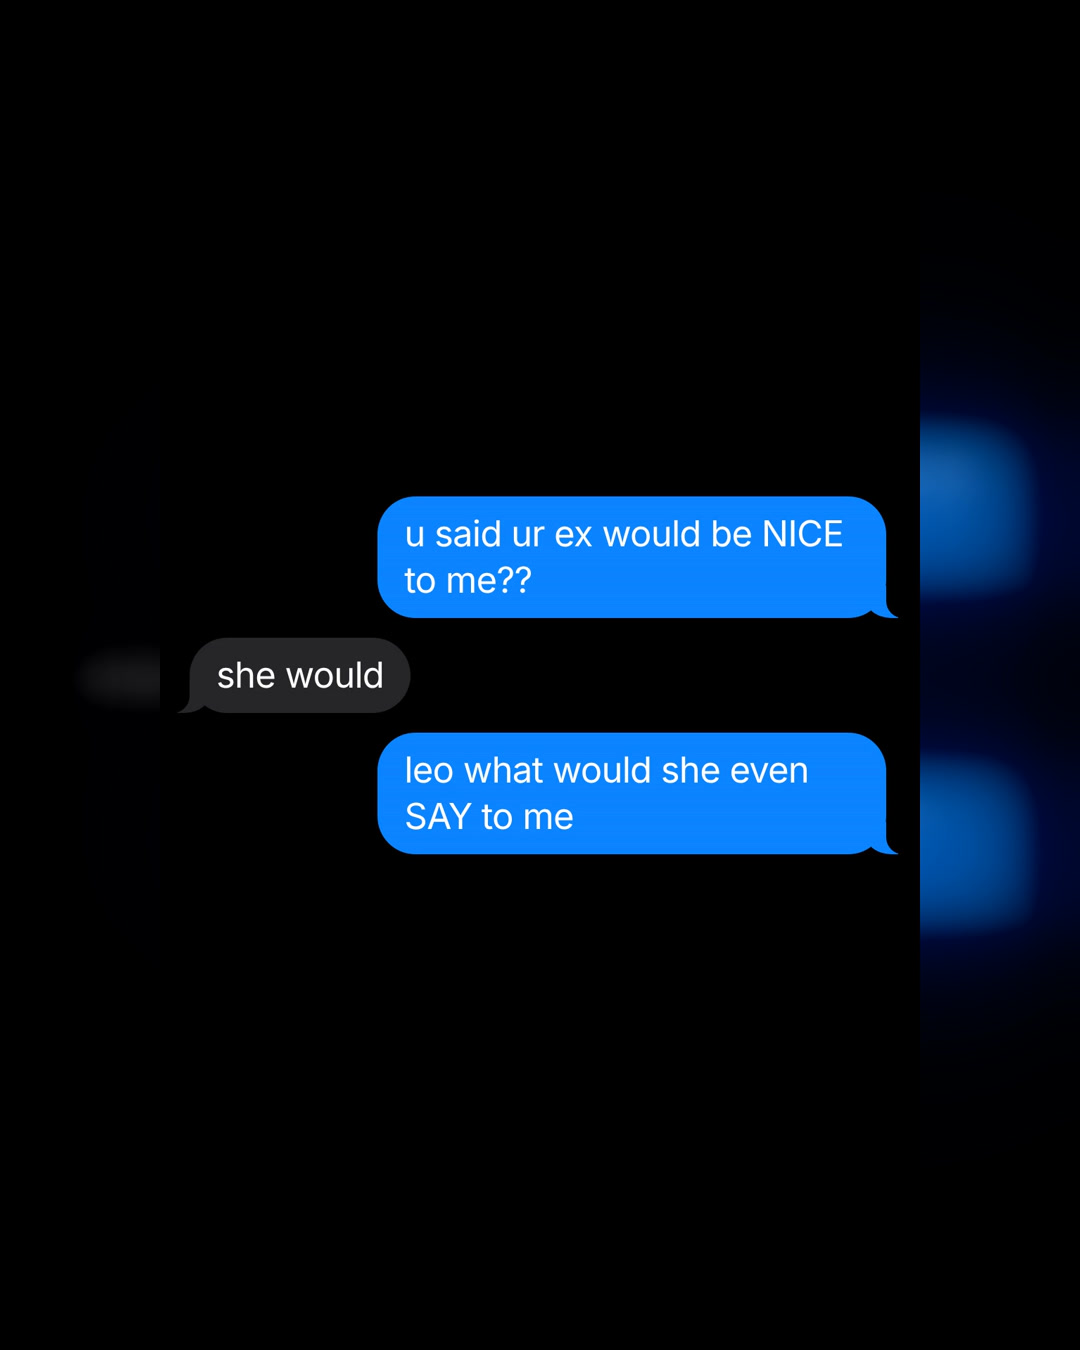 u said ur ex would be NICE
to me??
she would
leo what would she even
SAY to me